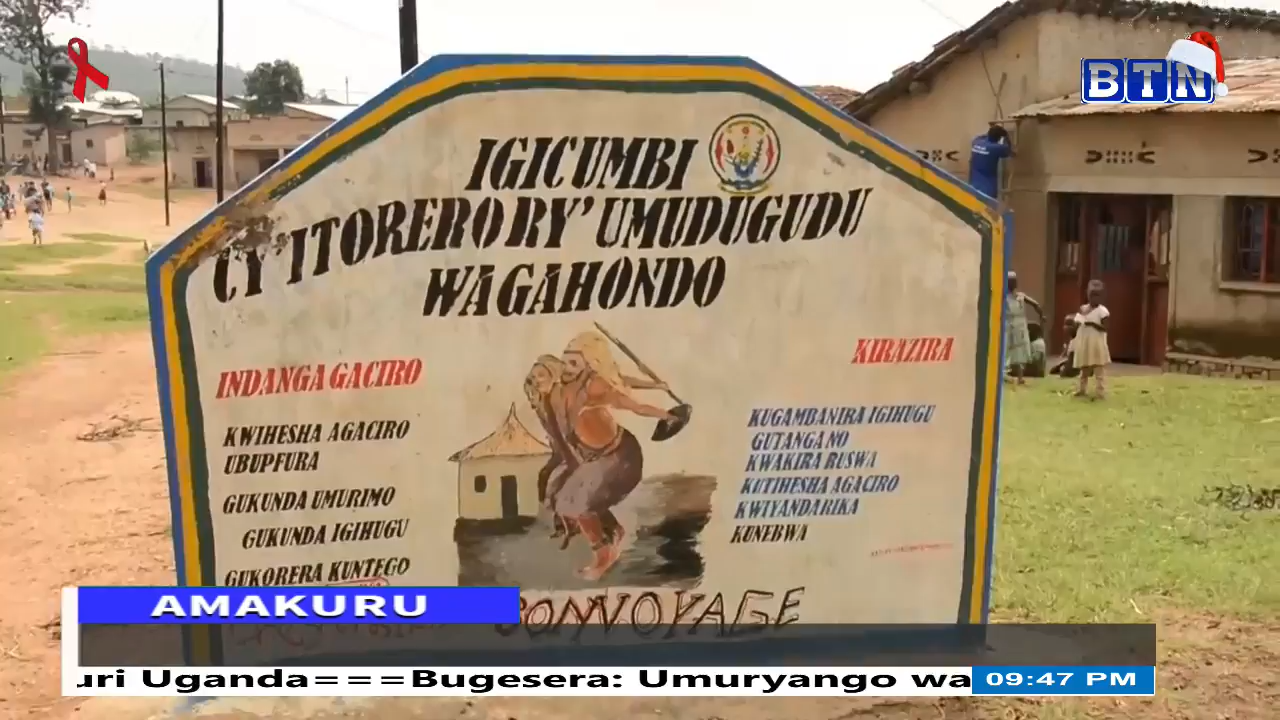 BTN
IGICUMBI
CY'ITORERO RY'UMUDUGUDU
WAGAHONDO
INDANGAGACIRO
KWIHESHA AGACIRO
UBUPFURA
GUKUNDA UMURIMO
GUKUNDA IGIHUGU
GUKORERA KUNTEGO
KIRAZIRA
KUGAMBANIRA IGIHUGU
GUTANGA NO
KWAKIRA RUSWA
KUTIHESHA AGACIRO
KWIYANDARIKA
KUNEBWA
BONVOYAGE
AMAKURU
uri Uganda===Bugesera: Umuryango wa
09:47 PM